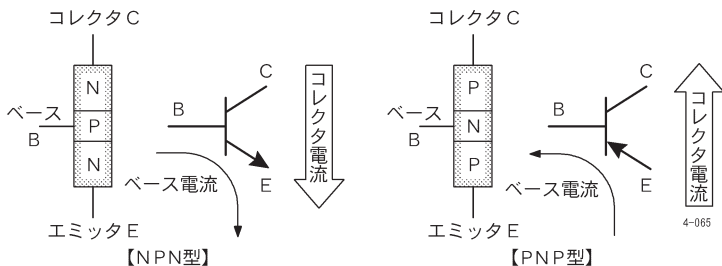 コレクタC
N
P
N
ベース
B
エミッタE
B
C
E
ベース電流
コレクタ電流
【NPN型】
コレクタC
P
N
P
ベース
B
エミッタE
B
C
E
ベース電流
コレクタ電流
4-065
【PNP型】